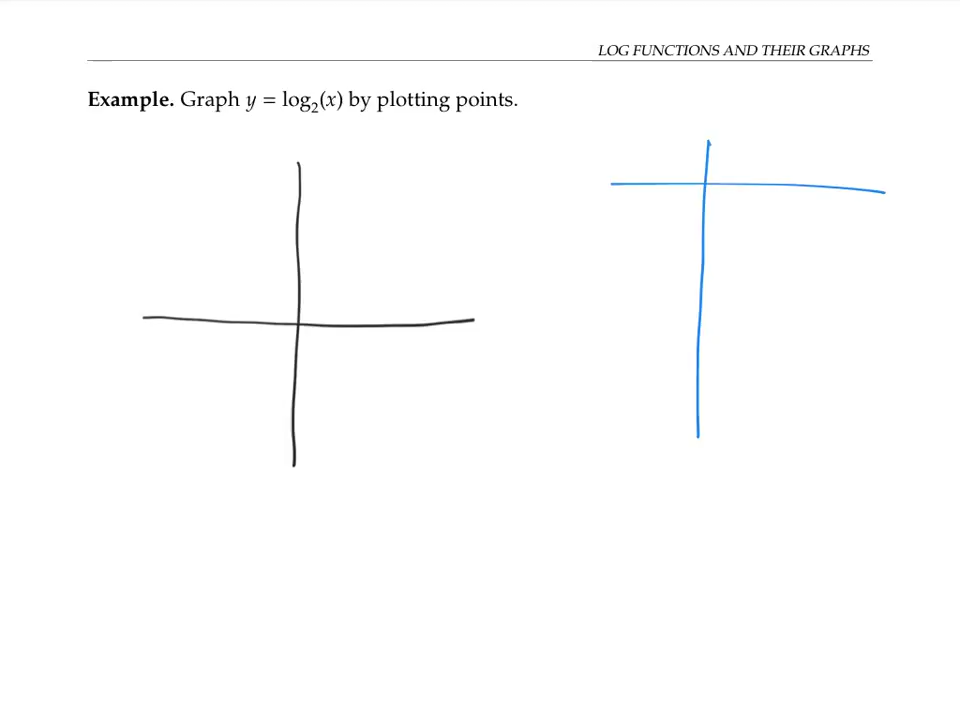 LOG FUNCTIONS AND THEIR GRAPHS
Example. Graph y = log₂(x) by plotting points.